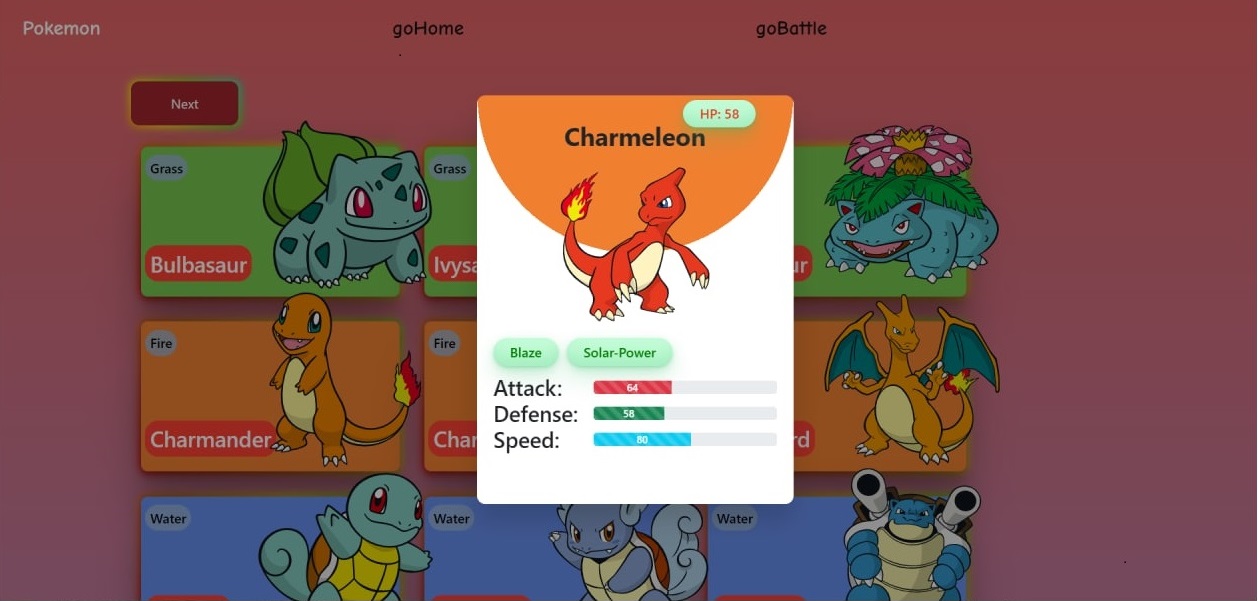 Pokemon goHome goBattle
Next
HP: 58
Charmeleon
Grass Grass
Bulbasaur Ivysa ur
Fire Fire
Charmander Char rd
Blaze Solar-Power
Attack: 64
Defense: 58
Speed: 80
Water Water Water